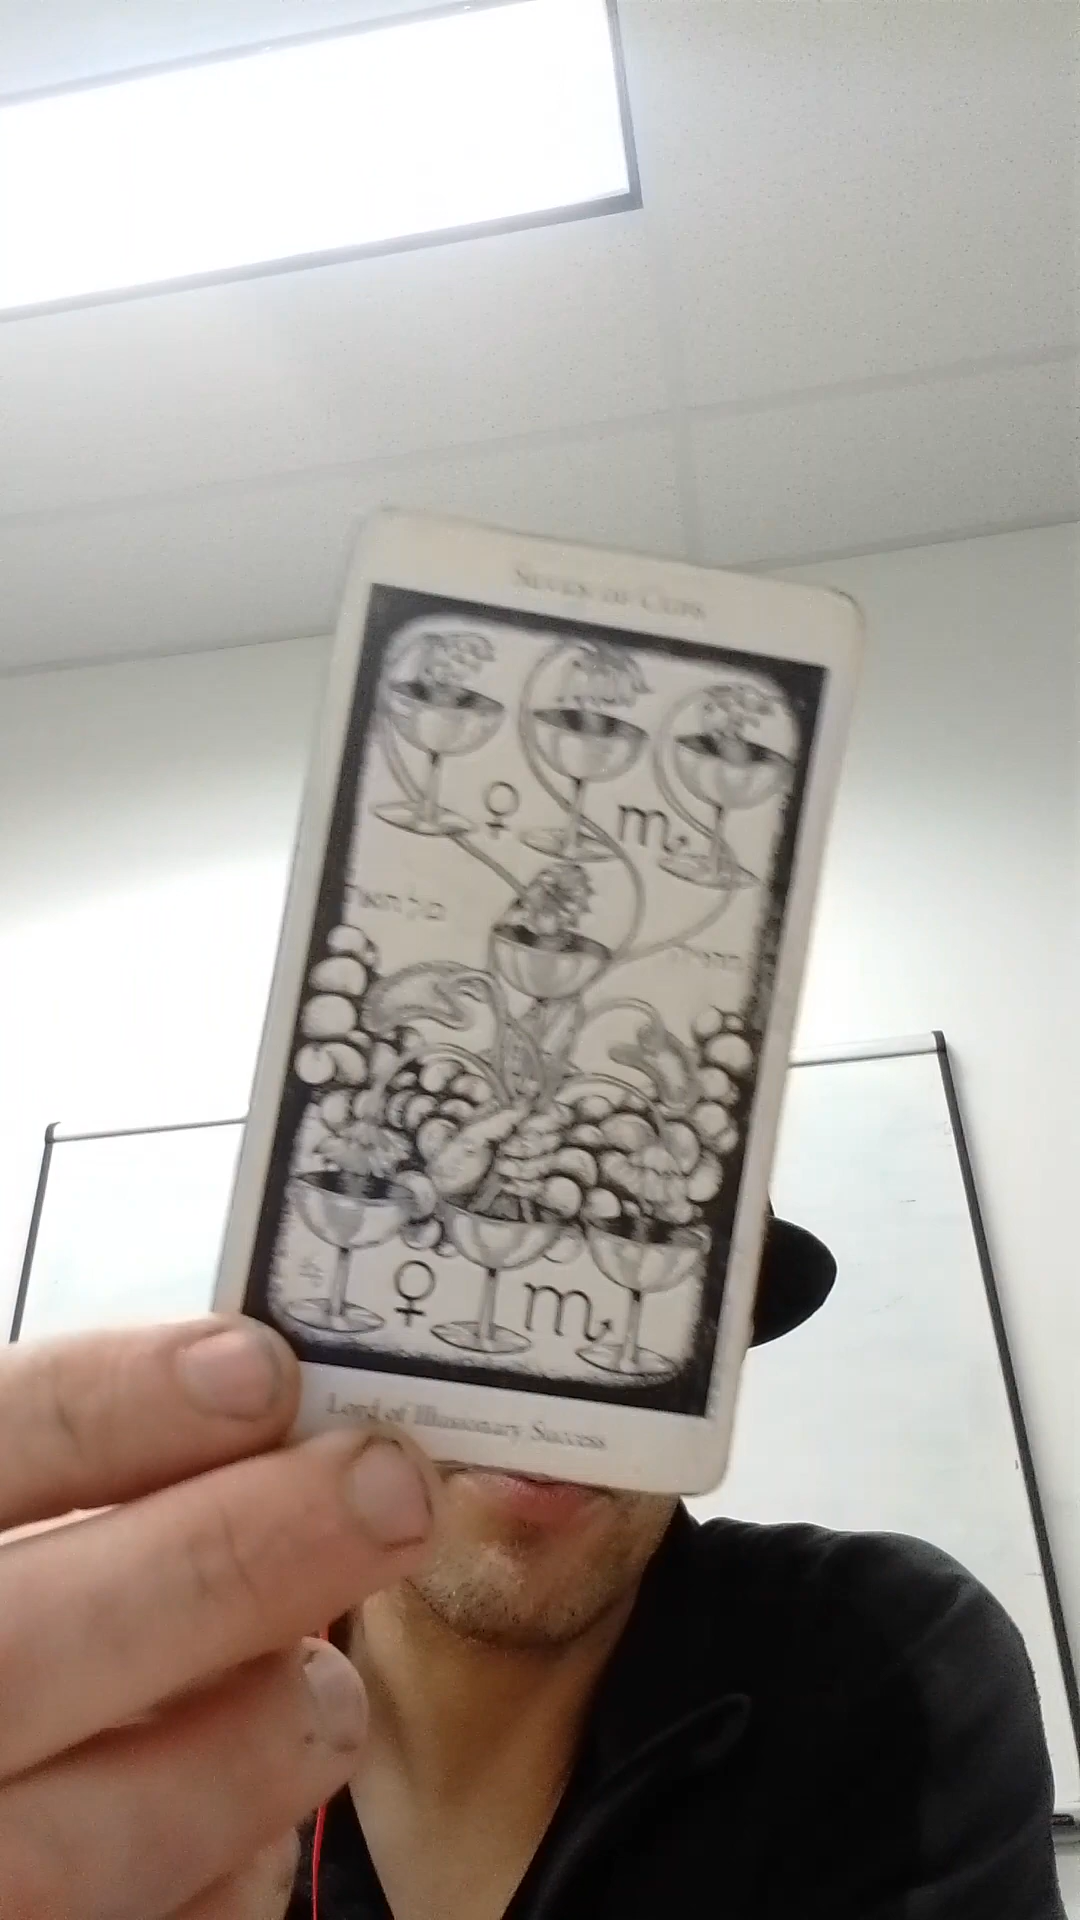 Seven of Cups
♀ ♏
♀ ♏
Lord of Illusionary Success